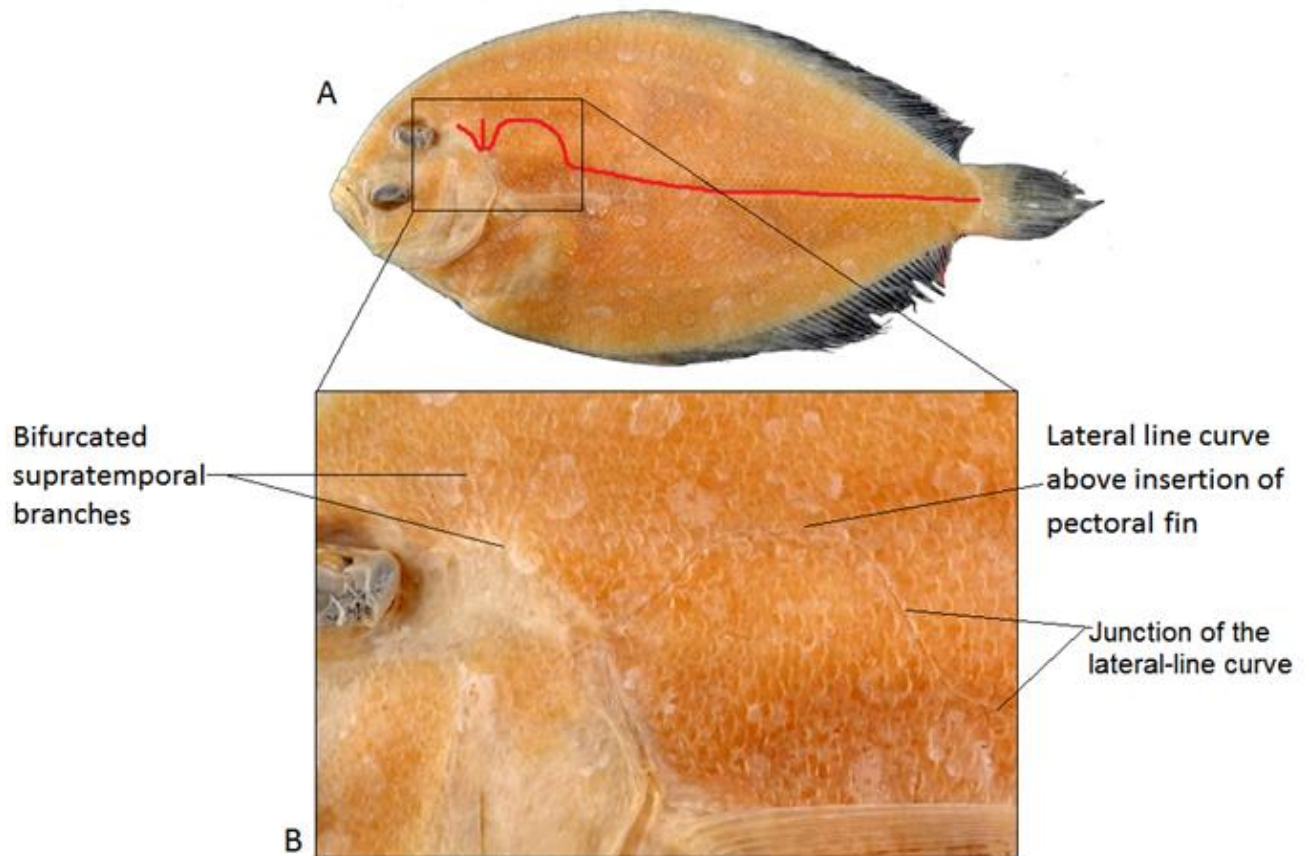 A
Bifurcated
supratemporal
branches
Lateral line curve
above insertion of
pectoral fin
Junction of the
lateral-line curve
B